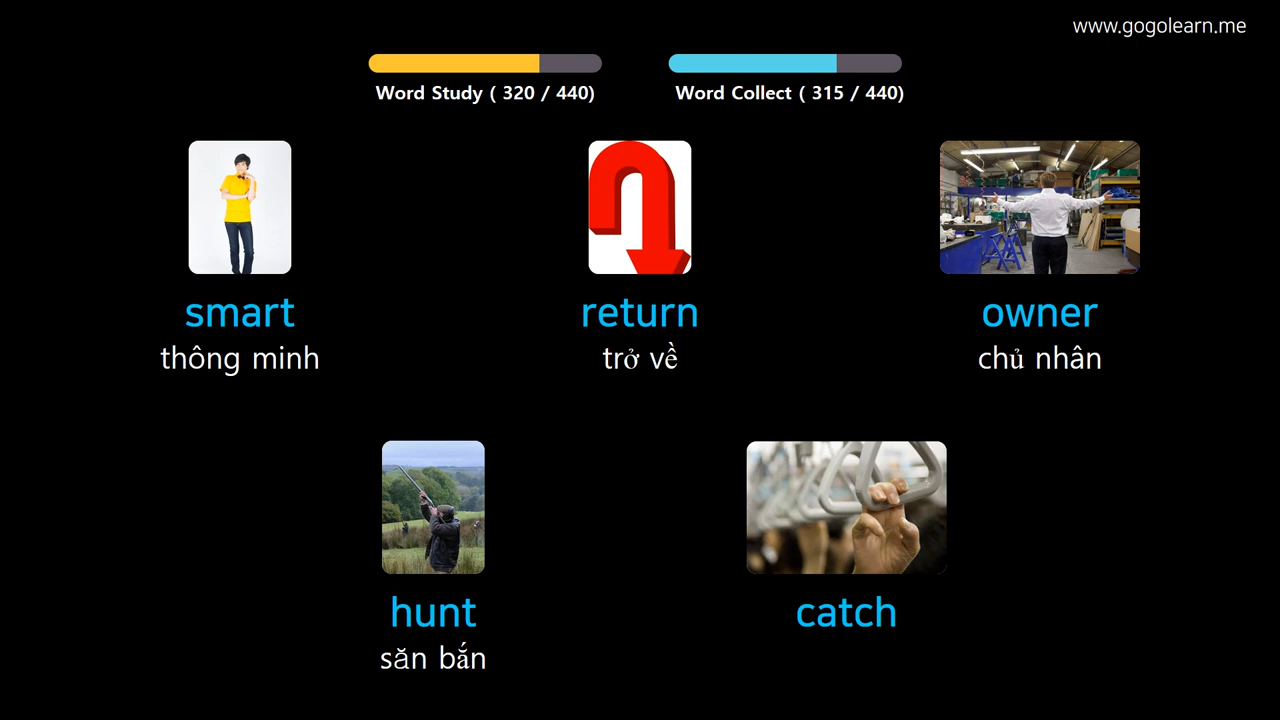 www.gogolearn.me
Word Study ( 320 / 440)
Word Collect ( 315 / 440)
smart
return
owner
thông minh
trở về
chủ nhân
hunt
catch
săn bắn